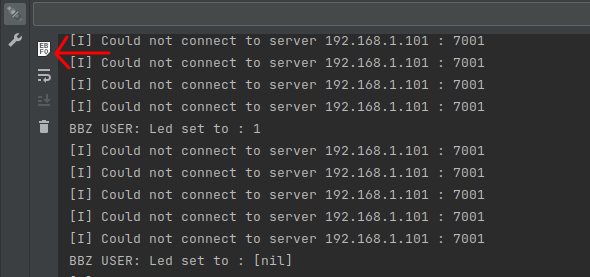 [I] Could not connect to server 192.168.1.101 : 7001
EB
FO
[I] Could not connect to server 192.168.1.101 : 7001
[I] Could not connect to server 192.168.1.101 : 7001
[I] Could not connect to server 192.168.1.101 : 7001
BBZ USER: Led set to : 1
[I] Could not connect to server 192.168.1.101 : 7001
[I] Could not connect to server 192.168.1.101 : 7001
[I] Could not connect to server 192.168.1.101 : 7001
[I] Could not connect to server 192.168.1.101 : 7001
[I] Could not connect to server 192.168.1.101 : 7001
BBZ USER: Led set to : [nil]